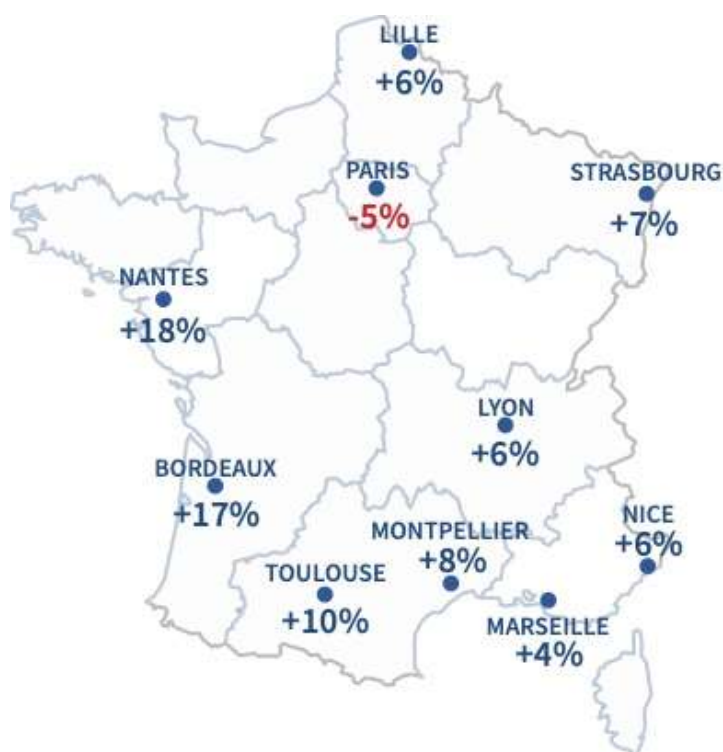 LILLE
+6%
PARIS
-5%
STRASBOURG
+7%
NANTES
+18%
LYON
+6%
BORDEAUX
+17%
MONTPELLIER
+8%
NICE
+6%
TOULOUSE
+10%
MARSEILLE
+4%